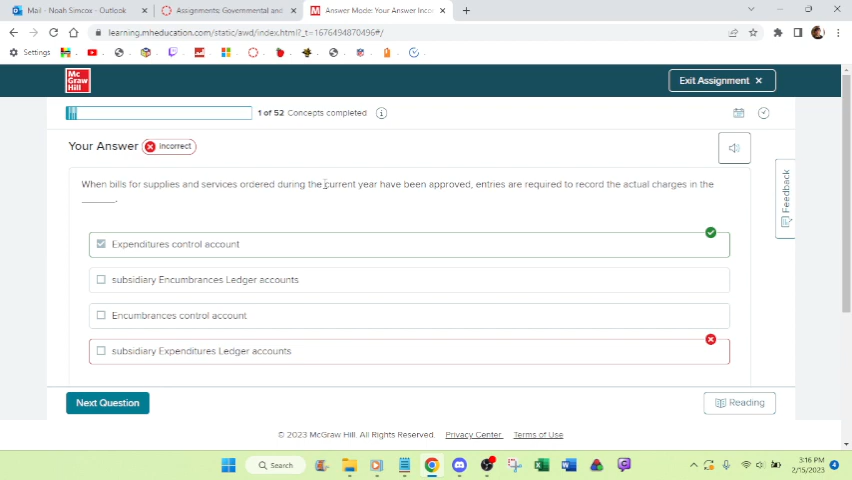 Mail - Noah Simcox - Outlook
Assignments: Governmental and
Answer Mode: Your Answer Inco
learning.mheducation.com/static/awd/index.html?_t=1676494870496#/
Settings
Mc
Graw
Hill
Exit Assignment
1 of 52 Concepts completed
Your Answer
Incorrect
When bills for supplies and services ordered during the current year have been approved, entries are required to record the actual charges in the
______.
Expenditures control account
subsidiary Encumbrances Ledger accounts
Encumbrances control account
subsidiary Expenditures Ledger accounts
Feedback
Next Question
Reading
© 2023 McGraw Hill. All Rights Reserved. Privacy Center Terms of Use
Search
3:16 PM
2/15/2023
4